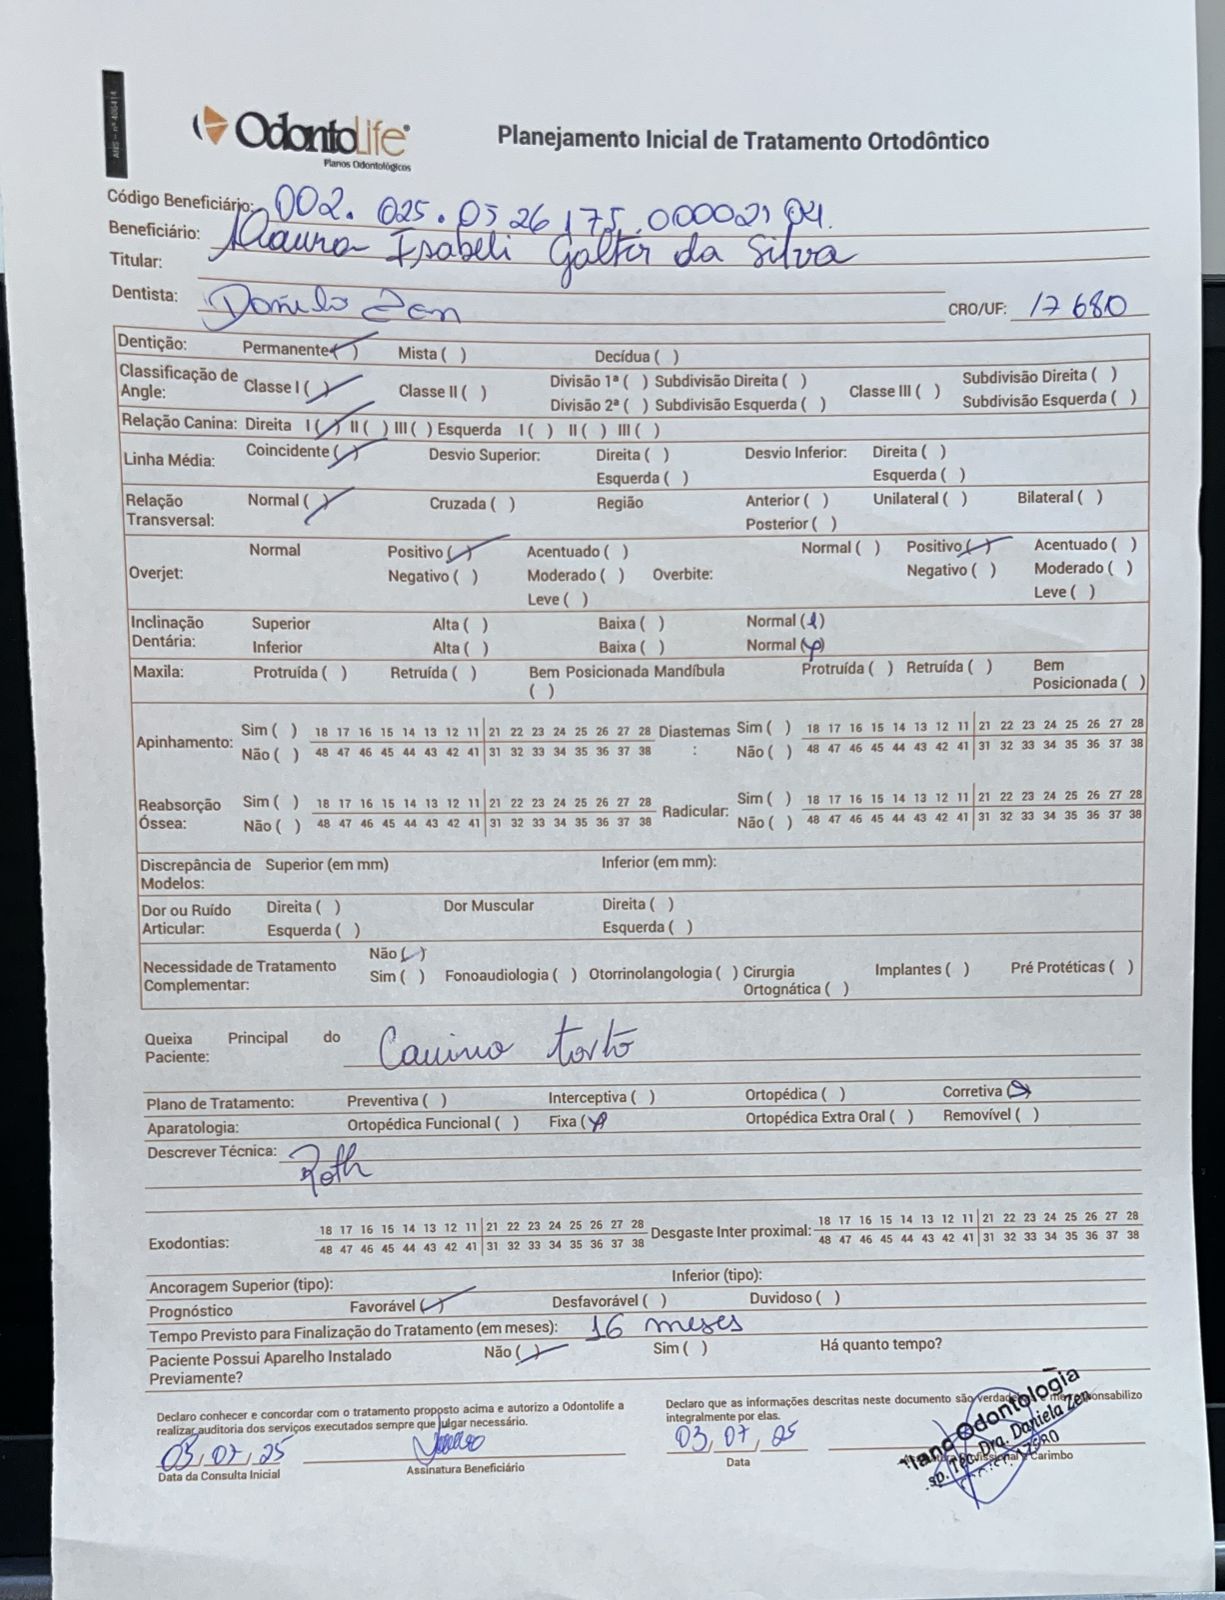 ANS - nº 406414
OdontoLife®
Planos Odontológicos
Planejamento Inicial de Tratamento Ortodôntico
Código Beneficiário: 002. 025. 0526 175. 000021 04.
Beneficiário: Isabeli Galter da Silva
Titular:
Dentista: Zen CRO/UF: 17680
Dentição: Permanente ( ) Mista ( ) Decídua ( )
Classificação de Angle: Classe I ( ) Classe II ( ) Divisão 1ª ( ) Subdivisão Direita ( ) Classe III ( ) Subdivisão Direita ( )
Divisão 2ª ( ) Subdivisão Esquerda ( ) Subdivisão Esquerda ( )
Relação Canina: Direita I ( ) II ( ) III ( ) Esquerda I ( ) II ( ) III ( )
Linha Média: Coincidente ( ) Desvio Superior: Direita ( ) Desvio Inferior: Direita ( )
Esquerda ( ) Esquerda ( )
Relação Transversal: Normal ( ) Cruzada ( ) Região Anterior ( ) Unilateral ( ) Bilateral ( )
Posterior ( )
Overjet: Normal Positivo ( ) Acentuado ( ) Overbite: Normal ( ) Positivo ( ) Acentuado ( )
Negativo ( ) Moderado ( ) Negativo ( ) Moderado ( )
Leve ( ) Leve ( )
Inclinação Dentária: Superior Alta ( ) Baixa ( ) Normal ( )
Inferior Alta ( ) Baixa ( ) Normal ( )
Maxila: Protruída ( ) Retruída ( ) Bem Posicionada ( ) Mandíbula Protruída ( ) Retruída ( ) Bem Posicionada ( )
Apinhamento: Sim ( ) 18 17 16 15 14 13 12 11 21 22 23 24 25 26 27 28 Diastemas: Sim ( ) 18 17 16 15 14 13 12 11 21 22 23 24 25 26 27 28
Não ( ) 48 47 46 45 44 43 42 41 31 32 33 34 35 36 37 38 Não ( ) 48 47 46 45 44 43 42 41 31 32 33 34 35 36 37 38
Reabsorção Óssea: Sim ( ) 18 17 16 15 14 13 12 11 21 22 23 24 25 26 27 28 Radicular: Sim ( ) 18 17 16 15 14 13 12 11 21 22 23 24 25 26 27 28
Não ( ) 48 47 46 45 44 43 42 41 31 32 33 34 35 36 37 38 Não ( ) 48 47 46 45 44 43 42 41 31 32 33 34 35 36 37 38
Discrepância de Modelos: Superior (em mm) Inferior (em mm):
Dor ou Ruído Articular: Direita ( ) Dor Muscular Direita ( )
Esquerda ( ) Esquerda ( )
Necessidade de Tratamento Complementar: Não ( )
Sim ( ) Fonoaudiologia ( ) Otorrinolangologia ( ) Cirurgia Ortognática ( ) Implantes ( ) Pré Protéticas ( )
Queixa Principal do Paciente: Canino torto
Plano de Tratamento: Preventiva ( ) Interceptiva ( ) Ortopédica ( ) Corretiva ( )
Aparatologia: Ortopédica Funcional ( ) Fixa ( ) Ortopédica Extra Oral ( ) Removível ( )
Descrever Técnica: Roth
Exodontias: 18 17 16 15 14 13 12 11 21 22 23 24 25 26 27 28 Desgaste Inter proximal: 18 17 16 15 14 13 12 11 21 22 23 24 25 26 27 28
48 47 46 45 44 43 42 41 31 32 33 34 35 36 37 38 48 47 46 45 44 43 42 41 31 32 33 34 35 36 37 38
Ancoragem Superior (tipo): Inferior (tipo):
Prognóstico Favorável ( ) Desfavorável ( ) Duvidoso ( )
Tempo Previsto para Finalização do Tratamento (em meses): 16 meses
Paciente Possui Aparelho Instalado Previamente? Não ( ) Sim ( ) Há quanto tempo?
Declaro conhecer e concordar com o tratamento proposto acima e autorizo a Odontolife a
realizar auditoria dos serviços executados sempre que julgar necessário.
Declaro que as informações descritas neste documento são e me responsabilizo
integralmente por elas.
03, 07, 25
Data da Consulta Inicial
Assinatura Beneficiário
03, 07, 25
Data
Carimbo
Odontologia
Téc. Dra. Daniela Zen